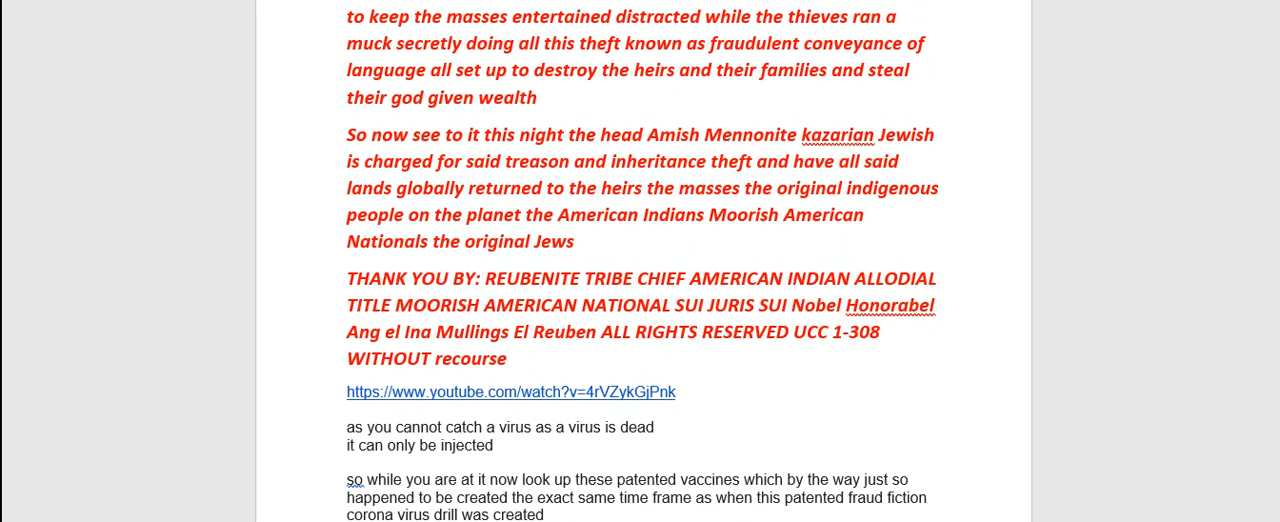 to keep the masses entertained distracted while the thieves ran a
muck secretly doing all this theft known as fraudulent conveyance of
language all set up to destroy the heirs and their families and steal
their god given wealth
So now see to it this night the head Amish Mennonite kazarian Jewish
is charged for said treason and inheritance theft and have all said
lands globally returned to the heirs the masses the original indigenous
people on the planet the American Indians Moorish American
Nationals the original Jews
THANK YOU BY: REUBENITE TRIBE CHIEF AMERICAN INDIAN ALLODIAL
TITLE MOORISH AMERICAN NATIONAL SUI JURIS SUI Nobel Honorabel
Ang el Ina Mullings El Reuben ALL RIGHTS RESERVED UCC 1-308
WITHOUT recourse
https://www.youtube.com/watch?v=4rVZykGjPnk
as you cannot catch a virus as a virus is dead
it can only be injected
so while you are at it now look up these patented vaccines which by the way just so
happened to be created the exact same time frame as when this patented fraud fiction
corona virus drill was created